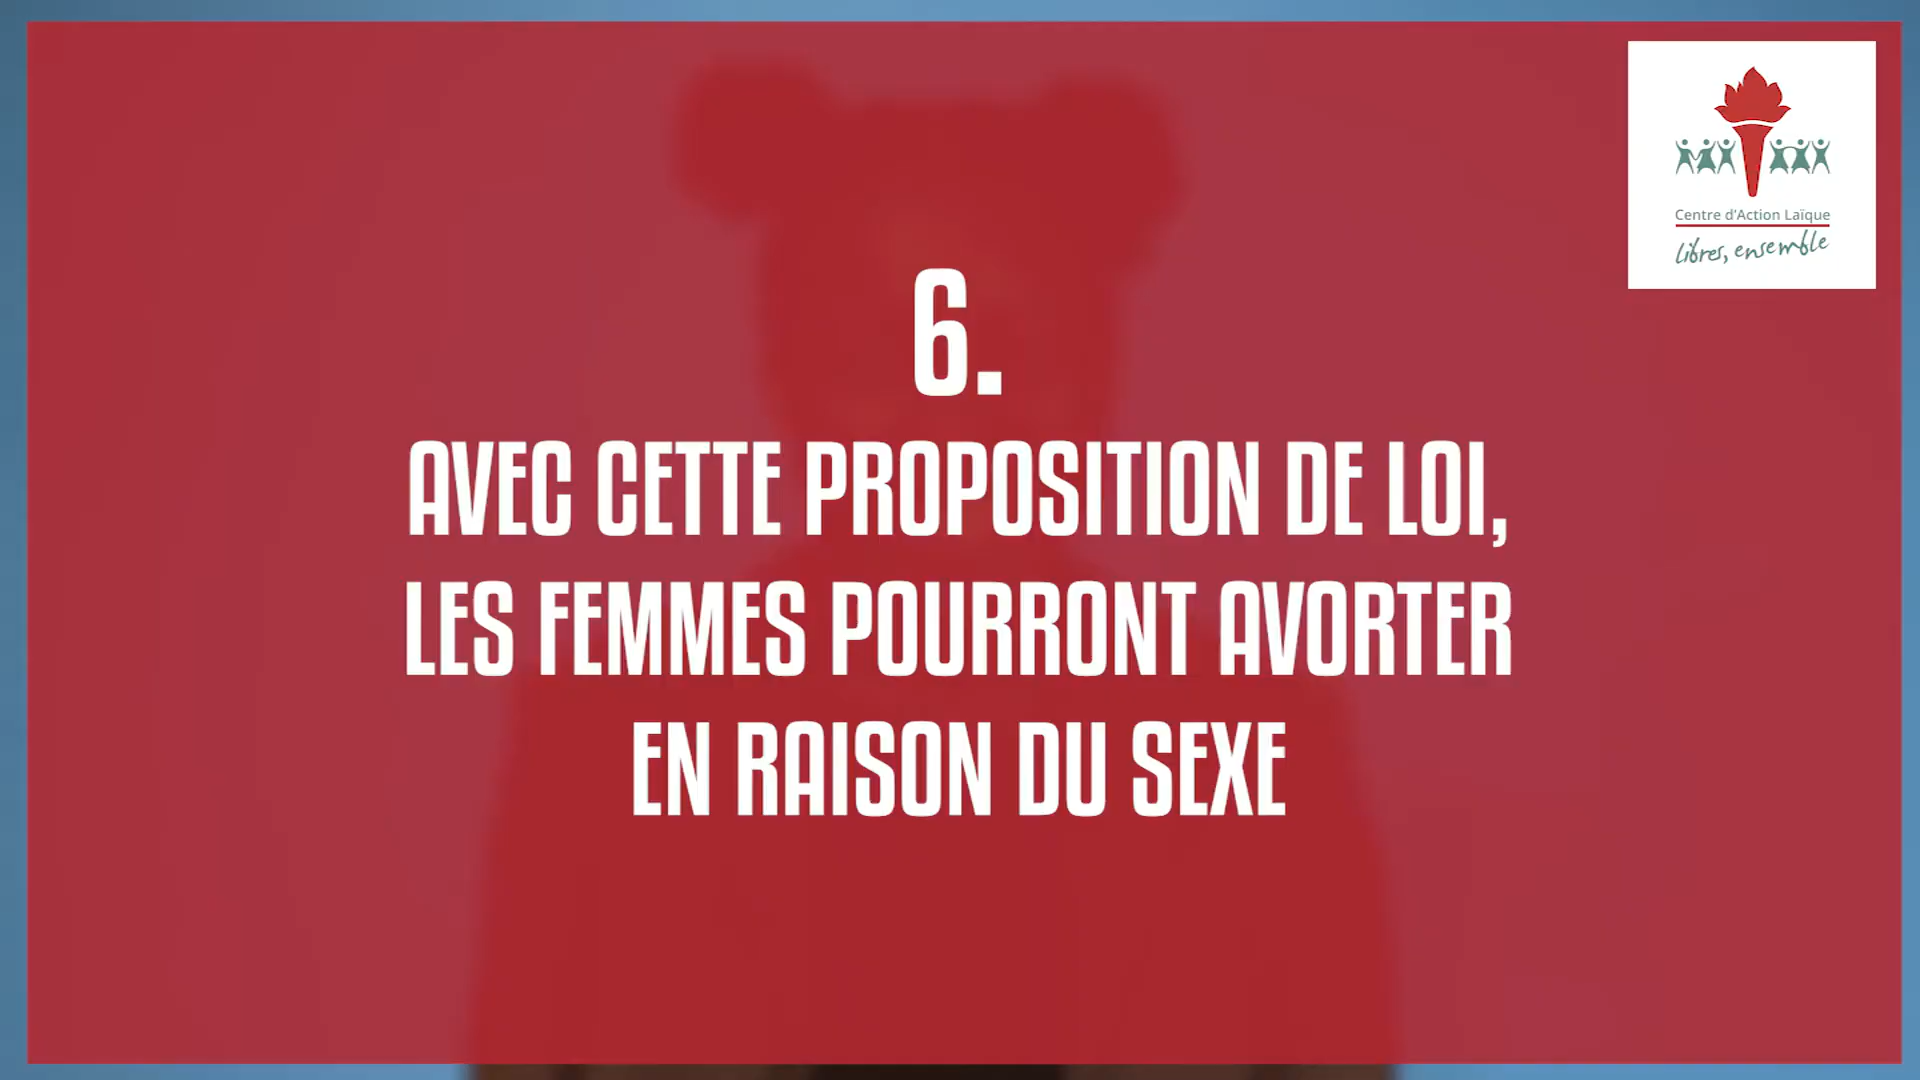 Centre d'Action Laïque
libres, ensemble
6.
AVEC CETTE PROPOSITION DE LOI,
LES FEMMES POURRONT AVORTER
EN RAISON DU SEXE